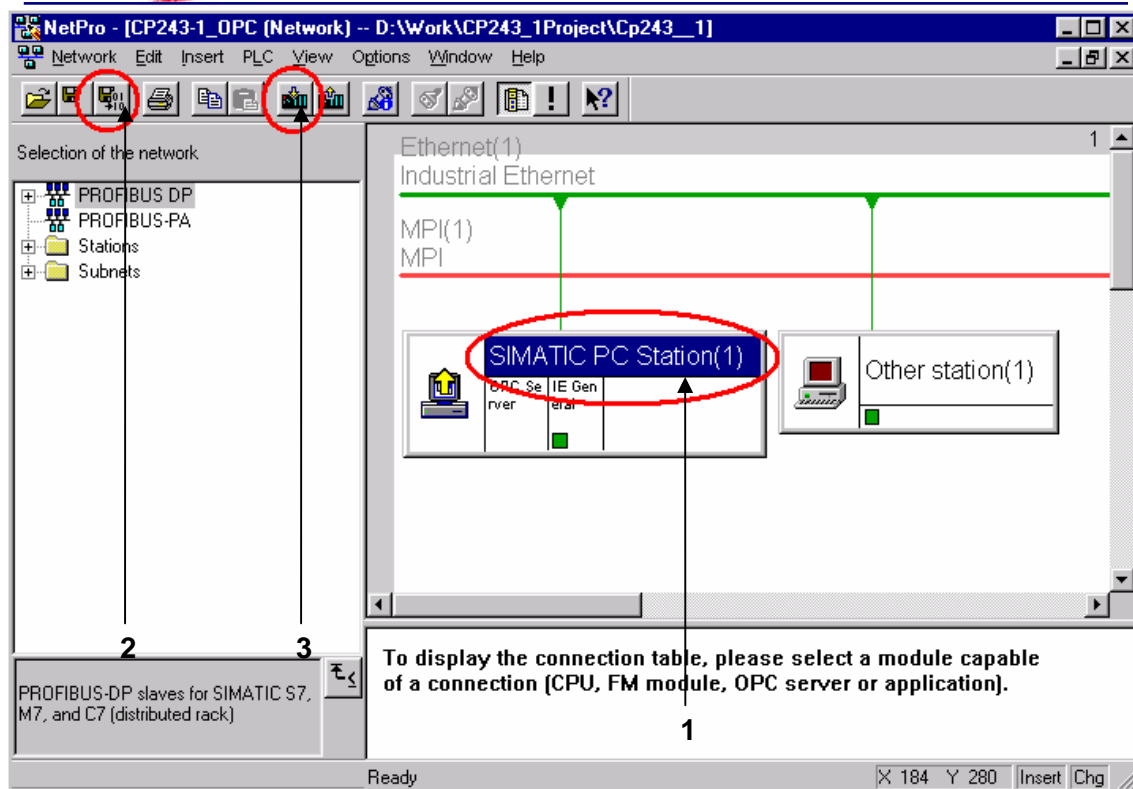 NetPro - [CP243-1_OPC (Network) -- D:\Work\CP243_1Project\Cp243__1]
Network Edit Insert PLC View Options Window Help
Selection of the network
PROFIBUS DP
PROFIBUS-PA
Stations
Subnets
1
Ethernet(1)
Industrial Ethernet
MPI(1)
MPI
SIMATIC PC Station(1)
OPC Se
rver
IE Gen
eral
Other station(1)
2
3
PROFIBUS-DP slaves for SIMATIC S7,
M7, and C7 (distributed rack)
To display the connection table, please select a module capable
of a connection (CPU, FM module, OPC server or application).
1
Ready
X 184 Y 280 Insert Chg